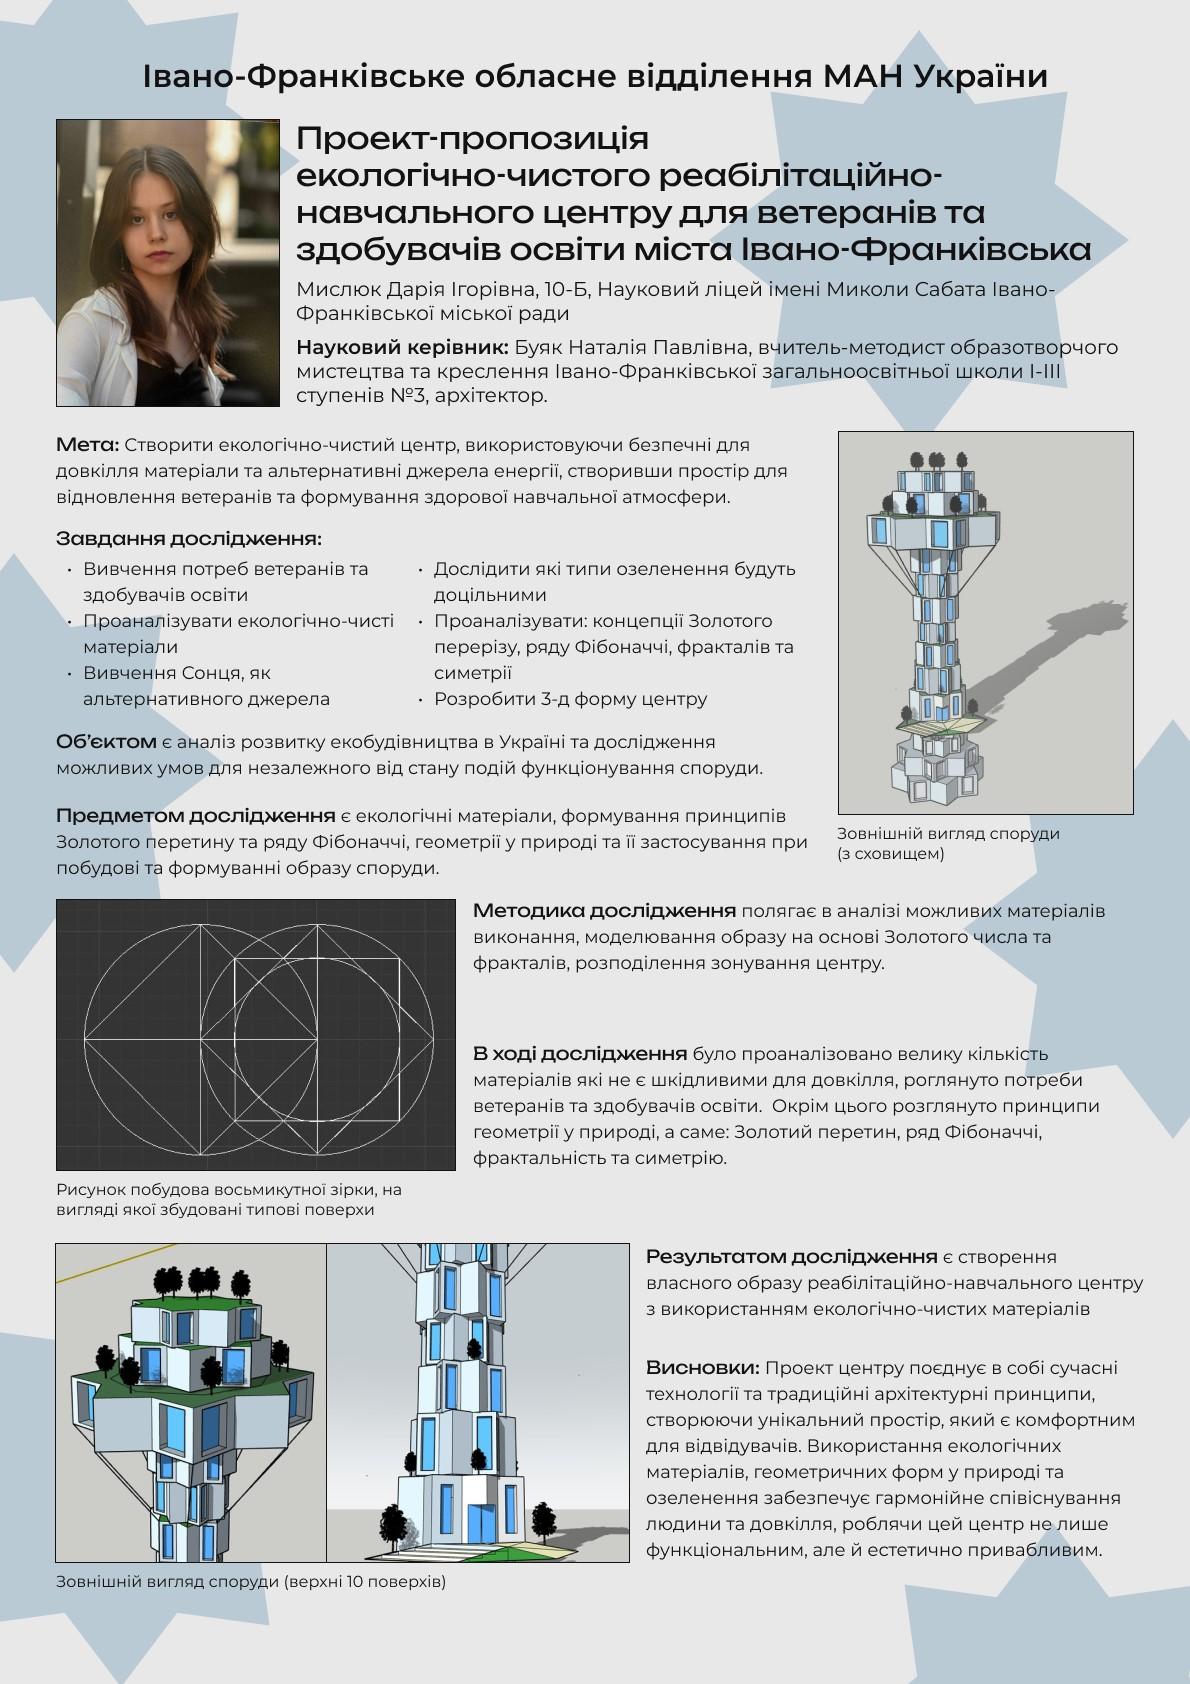 Івано-Франківське обласне відділення МАН України
Проект-пропозиція
екологічно-чистого реабілітаційно-
навчального центру для ветеранів та
здобувачів освіти міста Івано-Франківська
Мислюк Дарія Ігорівна, 10-Б, Науковий ліцей імені Миколи Сабата Івано-
Франківської міської ради
Науковий керівник: Буяк Наталія Павлівна, вчитель-методист образотворчого
мистецтва та креслення Івано-Франківської загальноосвітньої школи І-ІІІ
ступенів №3, архітектор.
Мета: Створити екологічно-чистий центр, використовуючи безпечні для
довкілля матеріали та альтернативні джерела енергії, створивши простір для
відновлення ветеранів та формування здорової навчальної атмосфери.
Завдання дослідження:
• Вивчення потреб ветеранів та
здобувачів освіти
• Проаналізувати екологічно-чисті
матеріали
• Вивчення Сонця, як
альтернативного джерела
• Дослідити які типи озеленення будуть
доцільними
• Проаналізувати: концепції Золотого
перерізу, ряду Фібоначчі, фракталів та
симетрії
• Розробити 3-д форму центру
Об’єктом є аналіз розвитку екобудівництва в Україні та дослідження
можливих умов для незалежного від стану подій функціонування споруди.
Предметом дослідження є екологічні матеріали, формування принципів
Золотого перетину та ряду Фібоначчі, геометрії у природі та її застосування при
побудові та формуванні образу споруди.
Зовнішній вигляд споруди
(з сховищем)
Методика дослідження полягає в аналізі можливих матеріалів
виконання, моделювання образу на основі Золотого числа та
фракталів, розподілення зонування центру.
В ході дослідження було проаналізовано велику кількість
матеріалів які не є шкідливими для довкілля, роглянуто потреби
ветеранів та здобувачів освіти.  Окрім цього розглянуто принципи
геометрії у природі, а саме: Золотий перетин, ряд Фібоначчі,
фрактальність та симетрію.
Рисунок побудова восьмикутної зірки, на
вигляді якої збудовані типові поверхи
Результатом дослідження є створення
власного образу реабілітаційно-навчального центру
з використанням екологічно-чистих матеріалів
Висновки: Проект центру поєднує в собі сучасні
технології та традиційні архітектурні принципи,
створюючи унікальний простір, який є комфортним
для відвідувачів. Використання екологічних
матеріалів, геометричних форм у природі та
озеленення забезпечує гармонійне співіснування
людини та довкілля, роблячи цей центр не лише
функціональним, але й естетично привабливим.
Зовнішній вигляд споруди (верхні 10 поверхів)